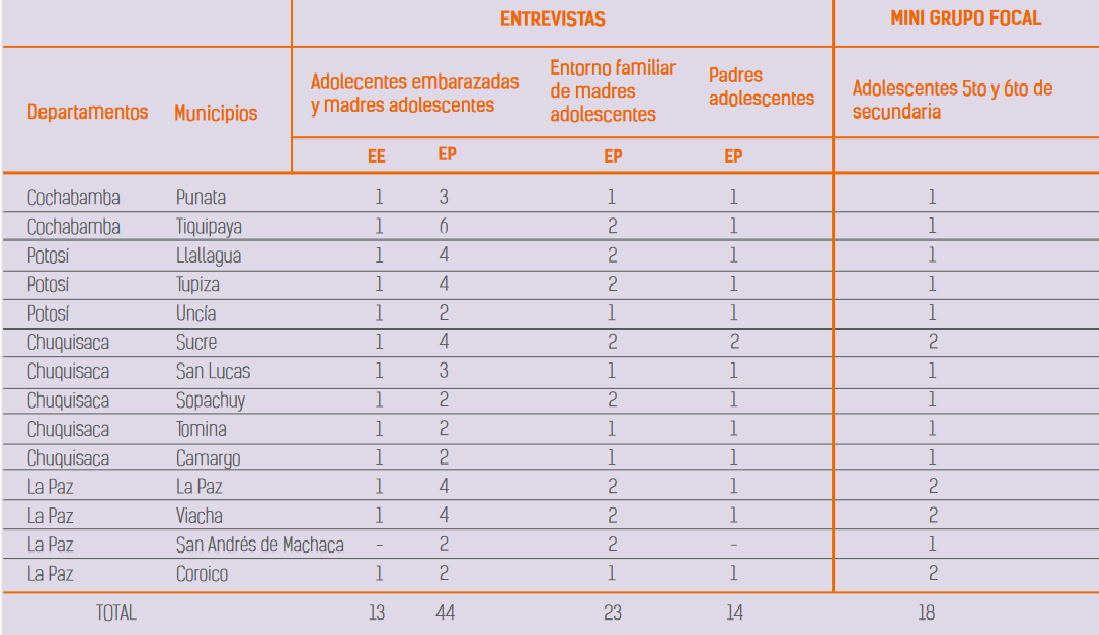 ENTREVISTAS MINI GRUPO FOCAL
Departamentos Municipios Adolecentes embarazadas y madres adolescentes Entorno familiar de madres adolescentes Padres adolescentes Adolescentes 5to y 6to de secundaria
EE EP EP EP
Cochabamba Punata 1 3 1 1 1
Cochabamba Tiquipaya 1 6 2 1 1
Potosí Llallagua 1 4 2 1 1
Potosí Tupiza 1 4 2 1 1
Potosí Uncía 1 2 1 1 1
Chuquisaca Sucre 1 4 2 2 2
Chuquisaca San Lucas 1 3 1 1 1
Chuquisaca Sopachuy 1 2 2 1 1
Chuquisaca Tomina 1 2 1 1 1
Chuquisaca Camargo 1 2 1 1 1
La Paz La Paz 1 4 2 1 2
La Paz Viacha 1 4 2 1 2
La Paz San Andrés de Machaca - 2 2 - 1
La Paz Coroico 1 2 1 1 2
TOTAL 13 44 23 14 18